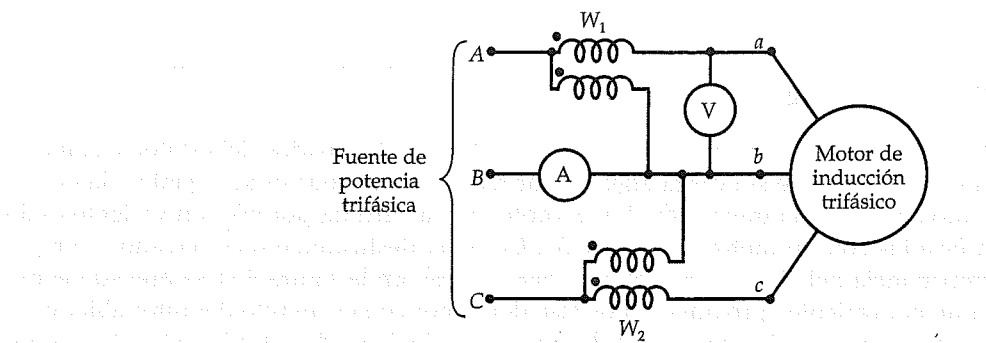 W₁
A
a
V
Fuente de
potencia
trifásica
B
A
b
Motor de
inducción
trifásico
C
c
W₂